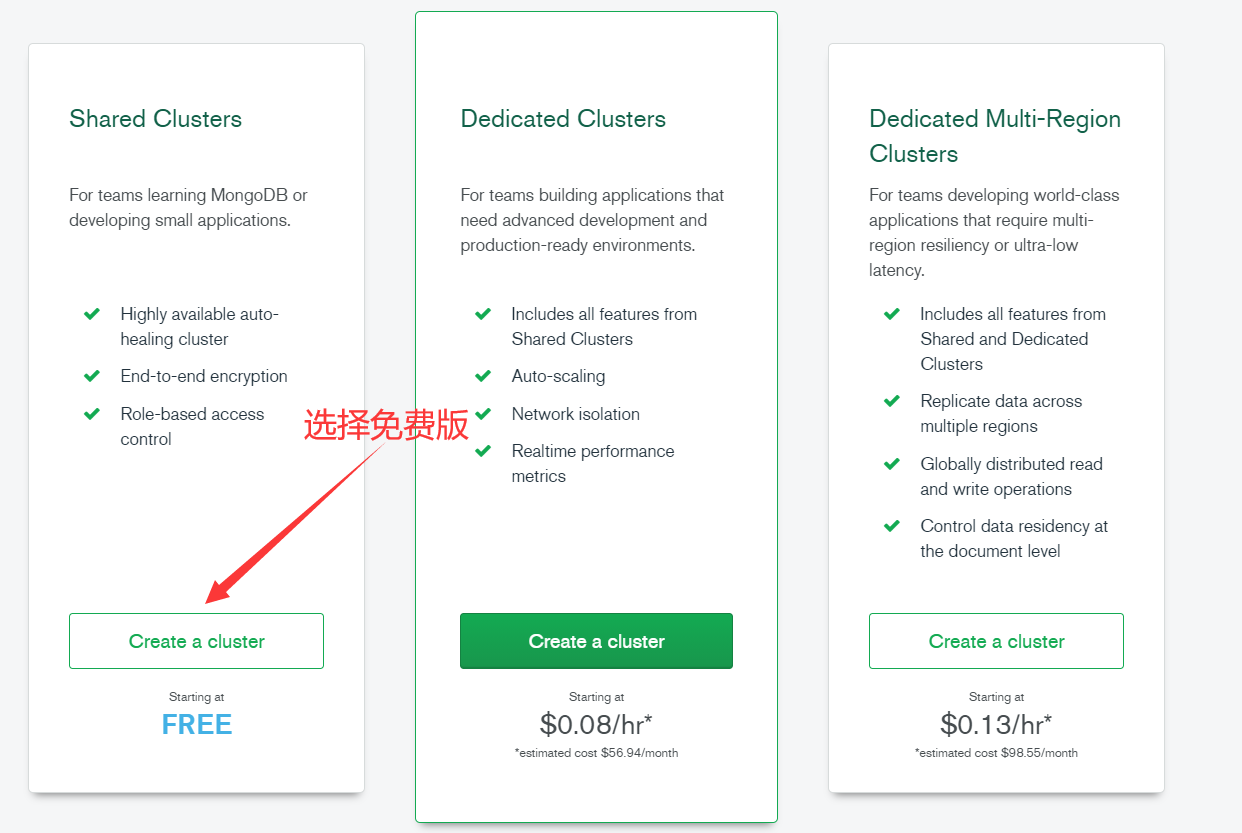 Shared Clusters
For teams learning MongoDB or
developing small applications.
Highly available auto-
healing cluster
End-to-end encryption
Role-based access
control
选择免费版
Create a cluster
Starting at
FREE
Dedicated Clusters
For teams building applications that
need advanced development and
production-ready environments.
Includes all features from
Shared Clusters
Auto-scaling
Network isolation
Realtime performance
metrics
Create a cluster
Starting at
$0.08/hr*
*estimated cost $56.94/month
Dedicated Multi-Region
Clusters
For teams developing world-class
applications that require multi-
region resiliency or ultra-low
latency.
Includes all features from
Shared and Dedicated
Clusters
Replicate data across
multiple regions
Globally distributed read
and write operations
Control data residency at
the document level
Create a cluster
Starting at
$0.13/hr*
*estimated cost $98.55/month